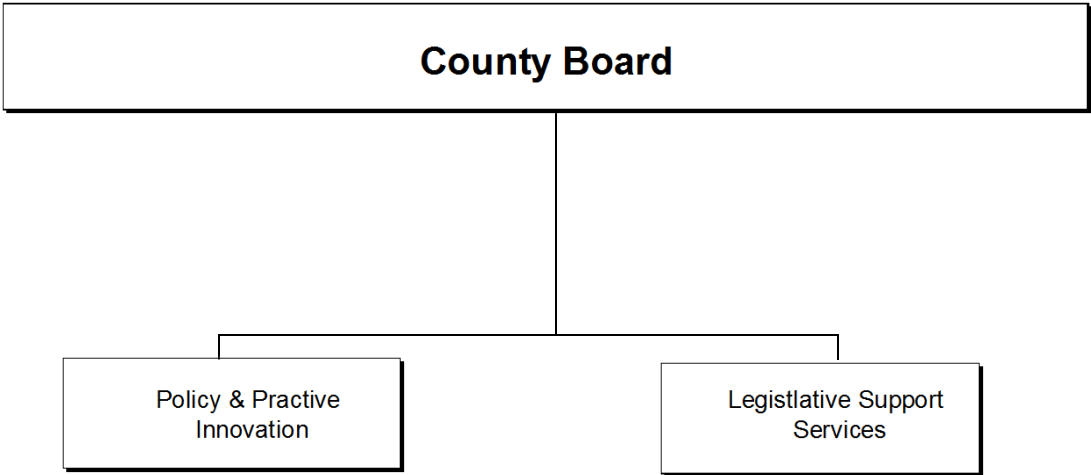 County Board
Policy & Practive
Innovation
Legistlative Support
Services